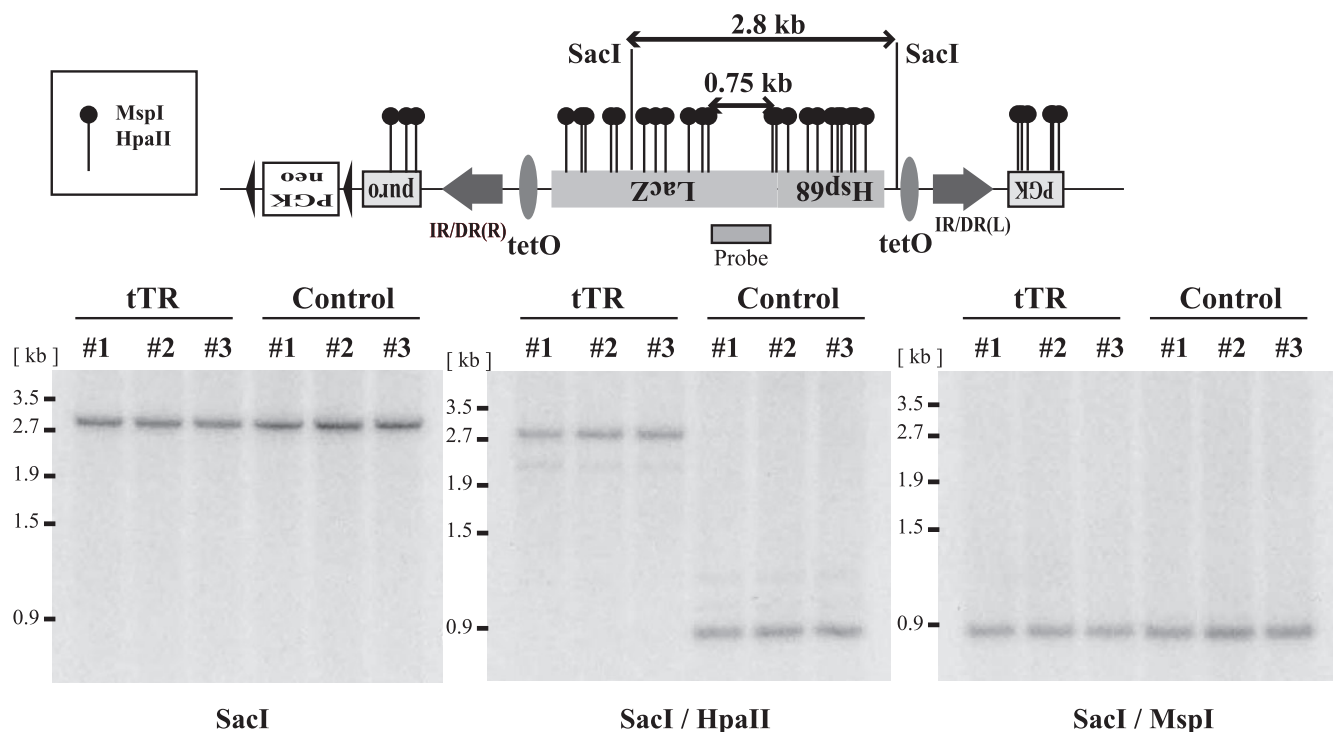 2.8 kb
SacI SacI
0.75 kb
MspI
HpaII
PGK
neo
puro
LacZ
Hsp68
PGK
IR/DR(R)
tetO
Probe
tetO
IR/DR(L)
tTR Control
[ kb ] #1 #2 #3 #1 #2 #3
3.5
2.7
1.9
1.5
0.9
SacI
tTR Control
[ kb ] #1 #2 #3 #1 #2 #3
3.5
2.7
1.9
1.5
0.9
SacI / HpaII
tTR Control
[ kb ] #1 #2 #3 #1 #2 #3
3.5
2.7
1.9
1.5
0.9
SacI / MspI